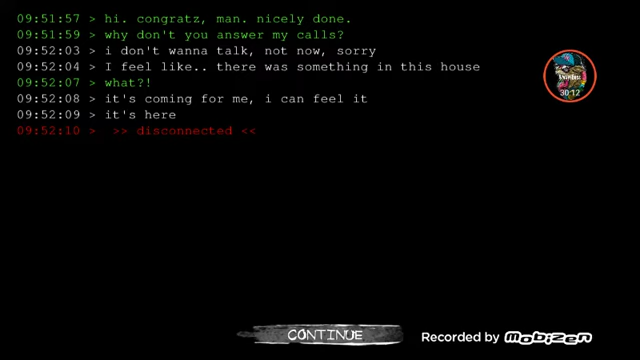 09:51:57 > hi. congratz, man. nicely done.
09:51:59 > why don't you answer my calls?
09:52:03 > i don't wanna talk, not now, sorry
09:52:04 > I feel like.. there was something in this house
09:52:07 > what?!
09:52:08 > it's coming for me, i can feel it
09:52:09 > it's here
09:52:10 > >> disconnected <<
30:12
CONTINUE
Recorded by Mobizen